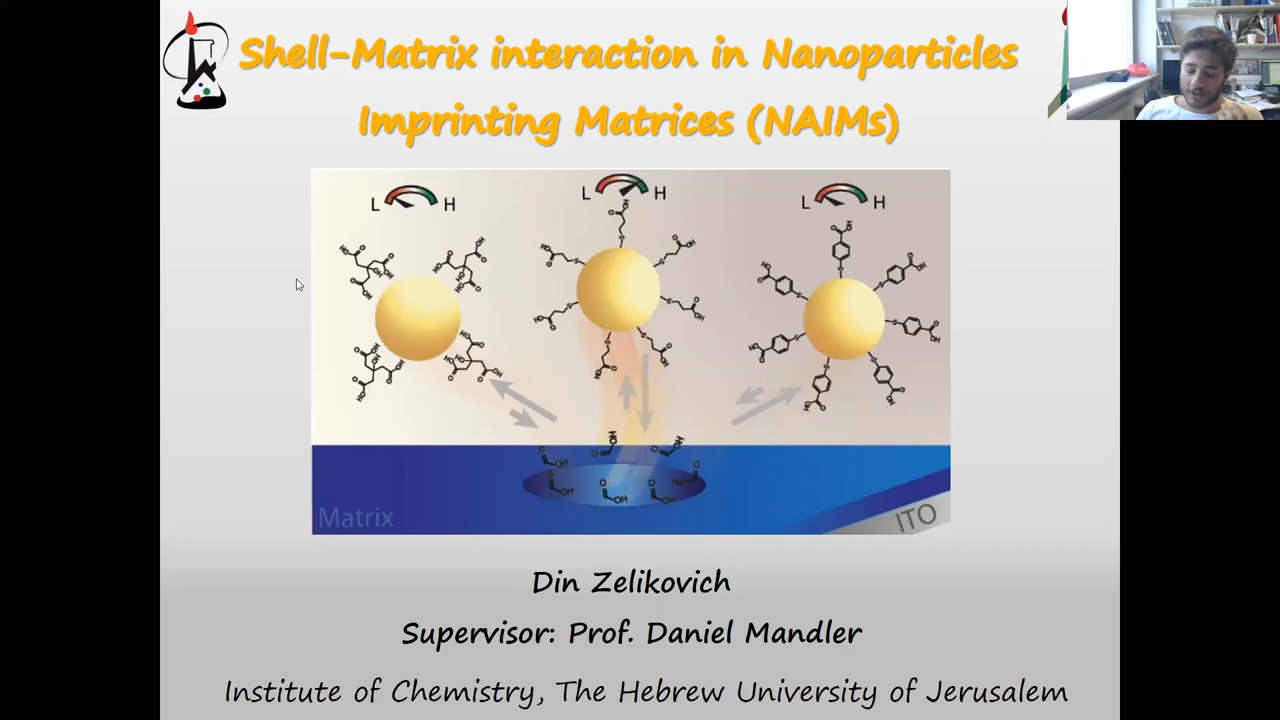 Shell-Matrix interaction in Nanoparticles
Imprinting Matrices (NAIMs)
L H
L H
L H
Matrix
ITO
Din Zelikovich
Supervisor: Prof. Daniel Mandler
Institute of Chemistry, The Hebrew University of Jerusalem